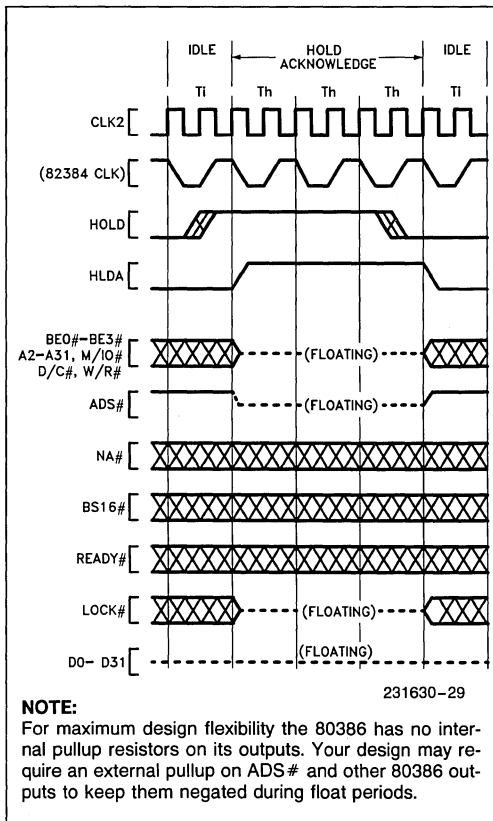 IDLE HOLD ACKNOWLEDGE IDLE
Ti Th Th Th Ti
CLK2
(82384 CLK)
HOLD
HLDA
BE0#-BE3#
A2-A31, M/IO# (FLOATING)
D/C#, W/R#
ADS# (FLOATING)
NA#
BS16#
READY#
LOCK# (FLOATING)
(FLOATING)
D0- D31
231630-29
NOTE:
For maximum design flexibility the 80386 has no inter-
nal pullup resistors on its outputs. Your design may re-
quire an external pullup on ADS# and other 80386 out-
puts to keep them negated during float periods.